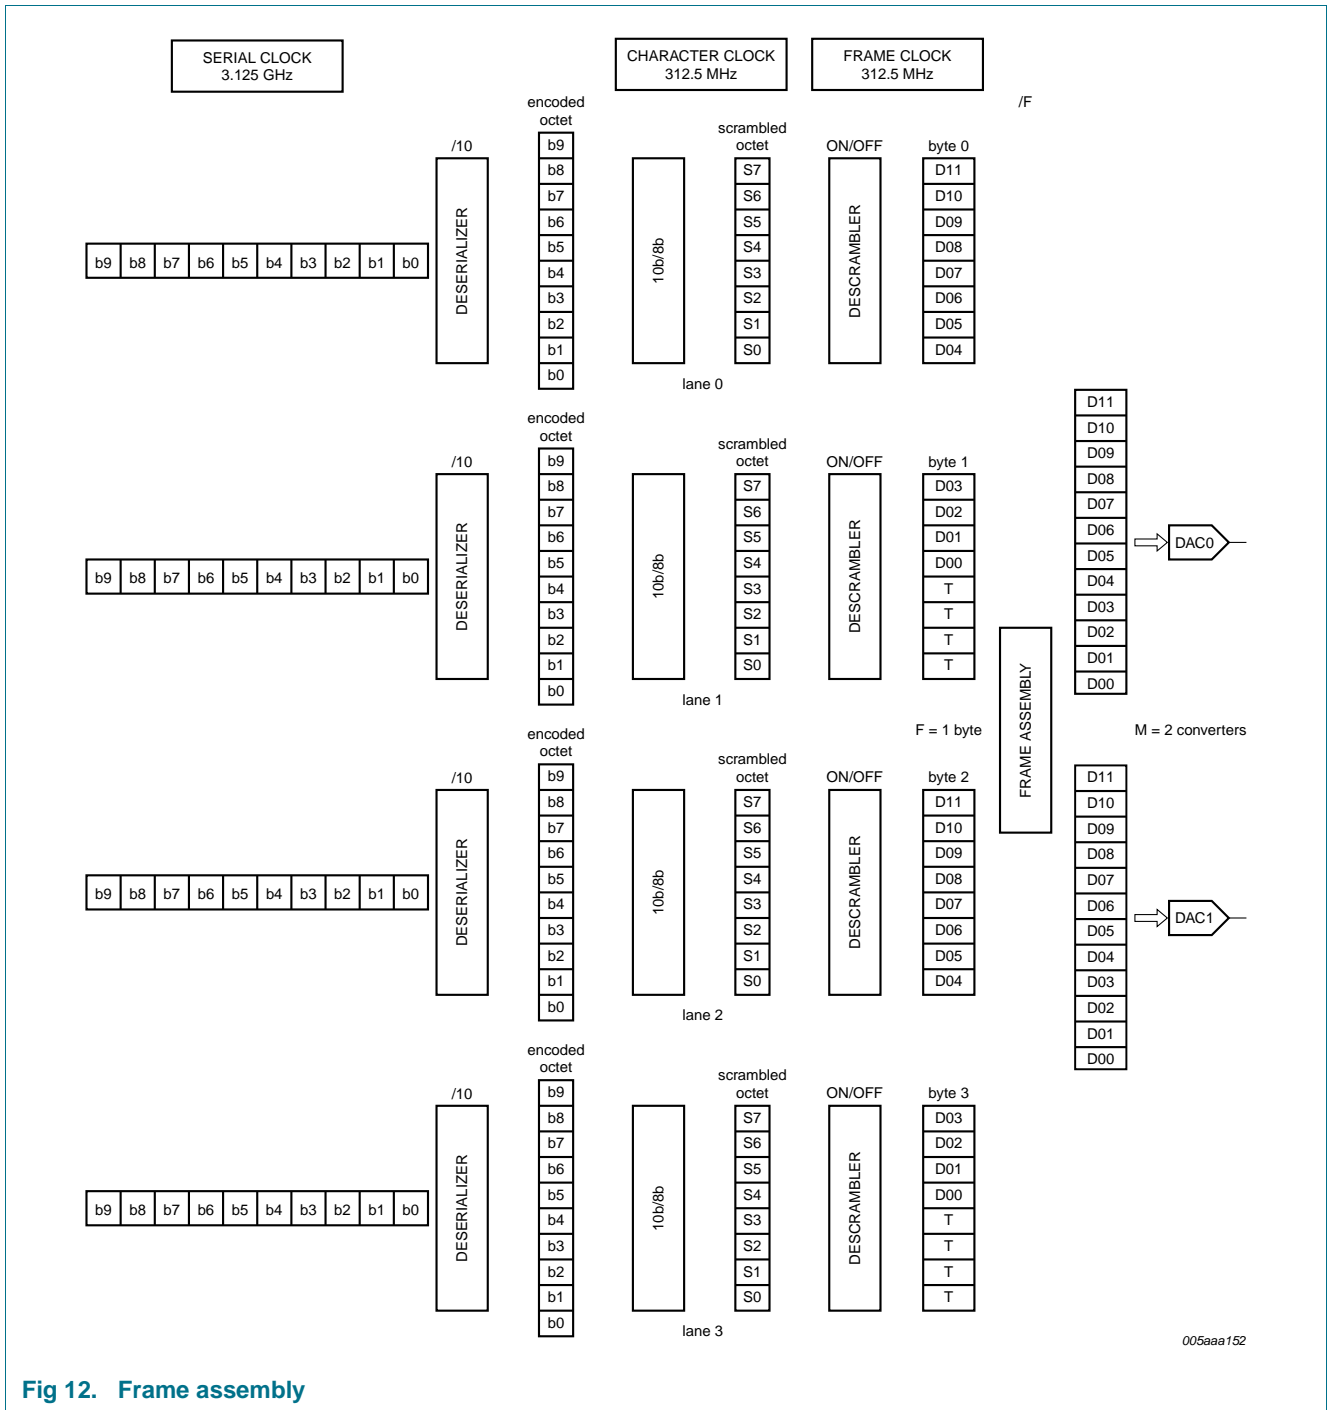 SERIAL CLOCK
3.125 GHz
CHARACTER CLOCK
312.5 MHz
FRAME CLOCK
312.5 MHz
/F
encoded
octet
/10
scrambled
octet
ON/OFF
byte 0
b9 b8 b7 b6 b5 b4 b3 b2 b1 b0
DESERIALIZER
b9
b8
b7
b6
b5
b4
b3
b2
b1
b0
10b/8b
S7
S6
S5
S4
S3
S2
S1
S0
DESCRAMBLER
D11
D10
D09
D08
D07
D06
D05
D04
lane 0
encoded
octet
/10
scrambled
octet
ON/OFF
byte 1
b9 b8 b7 b6 b5 b4 b3 b2 b1 b0
DESERIALIZER
b9
b8
b7
b6
b5
b4
b3
b2
b1
b0
10b/8b
S7
S6
S5
S4
S3
S2
S1
S0
DESCRAMBLER
D03
D02
D01
D00
T
T
T
T
lane 1
D11
D10
D09
D08
D07
D06
D05
D04
D03
D02
D01
D00
DAC0
F = 1 byte
FRAME ASSEMBLY
M = 2 converters
encoded
octet
/10
scrambled
octet
ON/OFF
byte 2
b9 b8 b7 b6 b5 b4 b3 b2 b1 b0
DESERIALIZER
b9
b8
b7
b6
b5
b4
b3
b2
b1
b0
10b/8b
S7
S6
S5
S4
S3
S2
S1
S0
DESCRAMBLER
D11
D10
D09
D08
D07
D06
D05
D04
lane 2
D11
D10
D09
D08
D07
D06
D05
D04
D03
D02
D01
D00
DAC1
encoded
octet
/10
scrambled
octet
ON/OFF
byte 3
b9 b8 b7 b6 b5 b4 b3 b2 b1 b0
DESERIALIZER
b9
b8
b7
b6
b5
b4
b3
b2
b1
b0
10b/8b
S7
S6
S5
S4
S3
S2
S1
S0
DESCRAMBLER
D03
D02
D01
D00
T
T
T
T
lane 3
005aaa152
Fig 12. Frame assembly